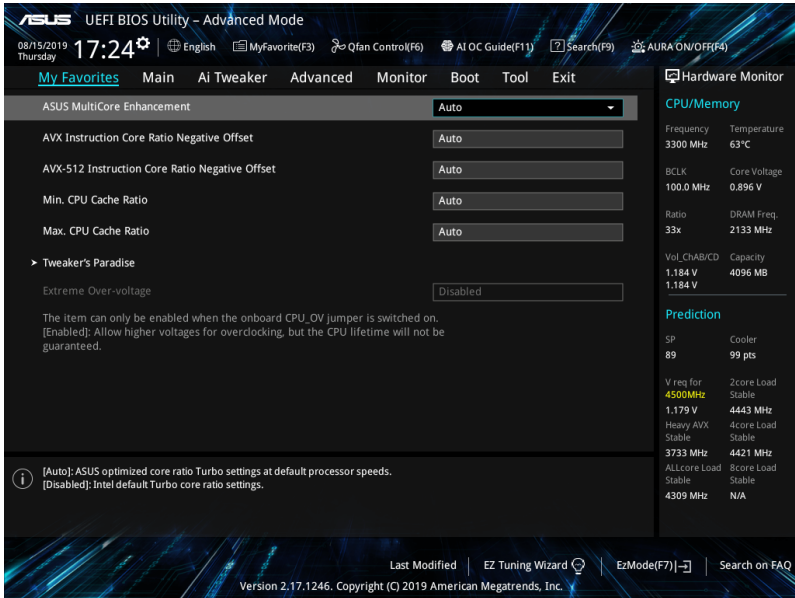 ASUS UEFI BIOS Utility – Advanced Mode
08/15/2019
Thursday
17:24
English
MyFavorite(F3)
Qfan Control(F6)
AI OC Guide(F11)
Search(F9)
AURA ON/OFF(F4)
My Favorites Main Ai Tweaker Advanced Monitor Boot Tool Exit
ASUS MultiCore Enhancement Auto
AVX Instruction Core Ratio Negative Offset Auto
AVX-512 Instruction Core Ratio Negative Offset Auto
Min. CPU Cache Ratio Auto
Max. CPU Cache Ratio Auto
Tweaker's Paradise
Extreme Over-voltage Disabled
The item can only be enabled when the onboard CPU_OV jumper is switched on.
[Enabled]: Allow higher voltages for overclocking, but the CPU lifetime will not be
guaranteed.
[Auto]: ASUS optimized core ratio Turbo settings at default processor speeds.
[Disabled]: Intel default Turbo core ratio settings.
Hardware Monitor
CPU/Memory
Frequency Temperature
3300 MHz 63°C
BCLK Core Voltage
100.0 MHz 0.896 V
Ratio DRAM Freq.
33x 2133 MHz
Vol_ChAB/CD Capacity
1.184 V 4096 MB
1.184 V
Prediction
SP Cooler
89 99 pts
V req for 2core Load
4500MHz Stable
1.179 V 4443 MHz
Heavy AVX 4core Load
Stable Stable
3733 MHz 4421 MHz
ALLcore Load 8core Load
Stable Stable
4309 MHz N/A
Last Modified EZ Tuning Wizard EzMode(F7) Search on FAQ
Version 2.17.1246. Copyright (C) 2019 American Megatrends, Inc.